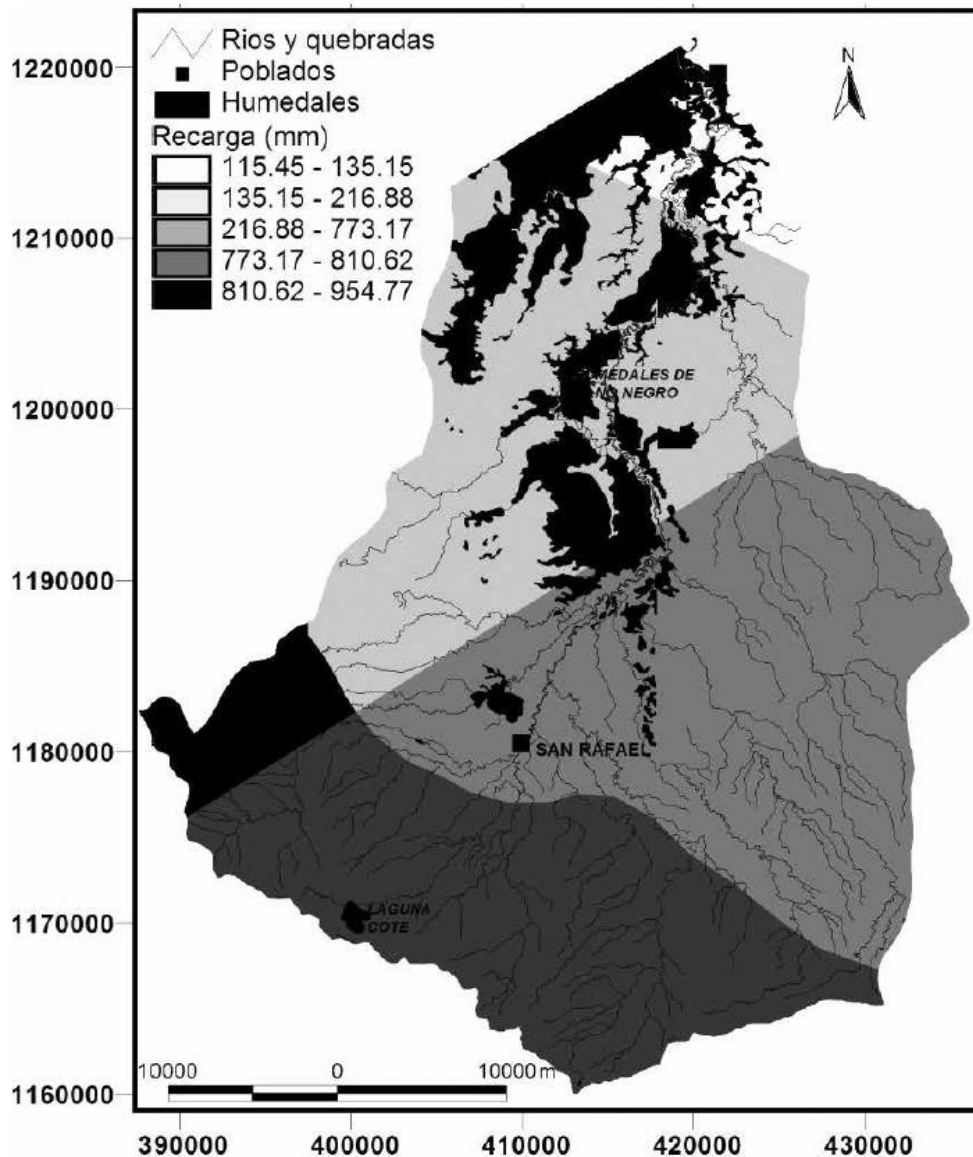 Rios y quebradas
Poblados
Humedales
Recarga (mm)
115.45 - 135.15
135.15 - 216.88
216.88 - 773.17
773.17 - 810.62
810.62 - 954.77
N
1220000
1210000
1200000
1190000
1180000
1170000
1160000
MEDALES DE
NEGRO
SAN RAFAEL
LAGUNA
COTE
10000 0 10000 m
390000 400000 410000 420000 430000